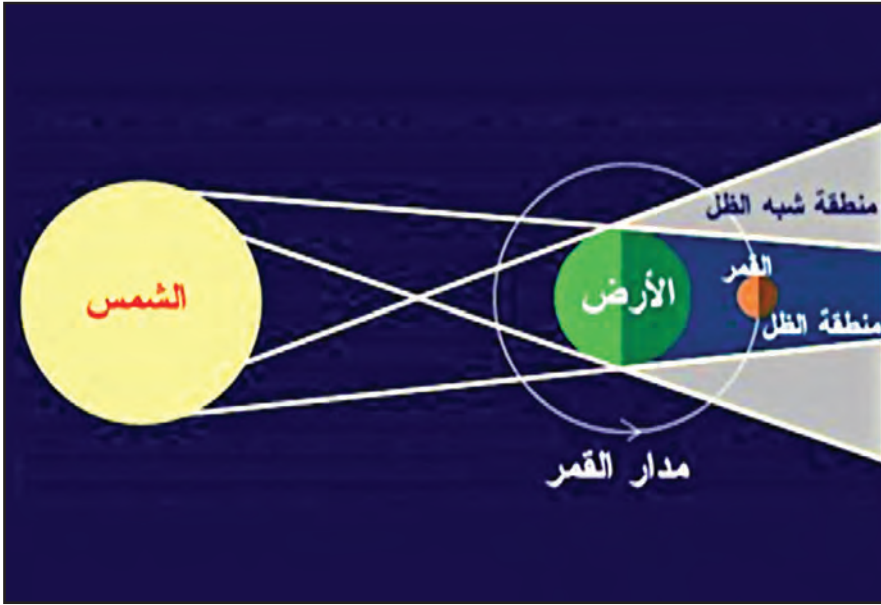 منطقة شبه الظل
القمر
الشمس
الأرض
منطقة الظل
مدار القمر